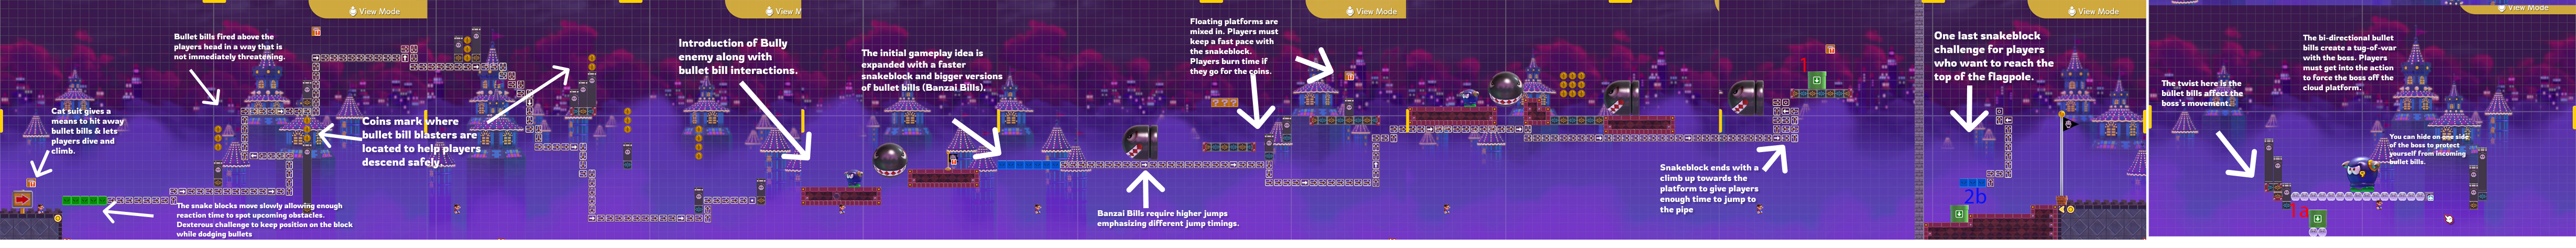 View Mode
View M
View Mode
View Mode
View Mode
Bullet bills fired above the
players head in a way that is
not immediately threatening.
Cat suit gives a
means to hit away
bullet bills & lets
players dive and
climb.
Coins mark where
bullet bill blasters are
located to help players
descend safely.
The snake blocks move slowly allowing enough
reaction time to spot upcoming obstacles.
Dexterous challenge to keep position on the block
while dodging bullets
Introduction of Bully
enemy along with
bullet bill interactions.
The initial gameplay idea is
expanded with a faster
snakeblock and bigger versions
of bullet bills (Banzai Bills).
Banzai Bills require higher jumps
emphasizing different jump timings.
Floating platforms are
mixed in. Players must
keep a fast pace with
the snakeblock.
Players burn time if
they go for the coins.
Snakeblock ends with a
climb up towards the
platform to give players
enough time to jump to
the pipe
1
One last snakeblock
challenge for players
who want to reach the
top of the flagpole.
2b
The twist here is the
bullet bills affect the
boss's movement.
The bi-directional bullet
bills create a tug-of-war
with the boss. Players
must get into the action
to force the boss off the
cloud platform.
You can hide on one side
of the boss to protect
yourself from incoming
bullet bills.
1a